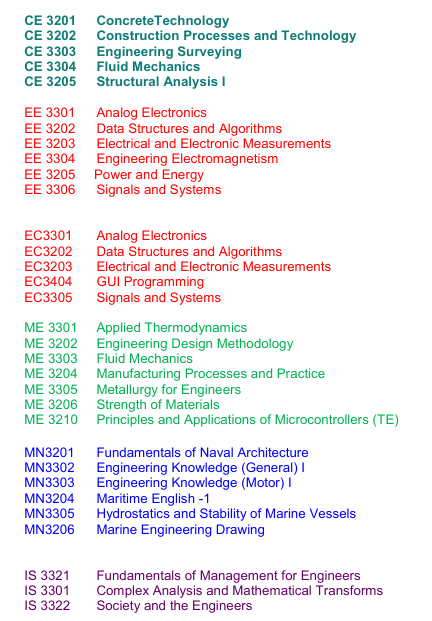 CE 3201 ConcreteTechnology
CE 3202 Construction Processes and Technology
CE 3303 Engineering Surveying
CE 3304 Fluid Mechanics
CE 3205 Structural Analysis I
EE 3301 Analog Electronics
EE 3202 Data Structures and Algorithms
EE 3203 Electrical and Electronic Measurements
EE 3304 Engineering Electromagnetism
EE 3205 Power and Energy
EE 3306 Signals and Systems
EC3301 Analog Electronics
EC3202 Data Structures and Algorithms
EC3203 Electrical and Electronic Measurements
EC3404 GUI Programming
EC3305 Signals and Systems
ME 3301 Applied Thermodynamics
ME 3202 Engineering Design Methodology
ME 3303 Fluid Mechanics
ME 3204 Manufacturing Processes and Practice
ME 3305 Metallurgy for Engineers
ME 3206 Strength of Materials
ME 3210 Principles and Applications of Microcontrollers (TE)
MN3201 Fundamentals of Naval Architecture
MN3302 Engineering Knowledge (General) I
MN3303 Engineering Knowledge (Motor) I
MN3204 Maritime English -1
MN3305 Hydrostatics and Stability of Marine Vessels
MN3206 Marine Engineering Drawing
IS 3321 Fundamentals of Management for Engineers
IS 3301 Complex Analysis and Mathematical Transforms
IS 3322 Society and the Engineers